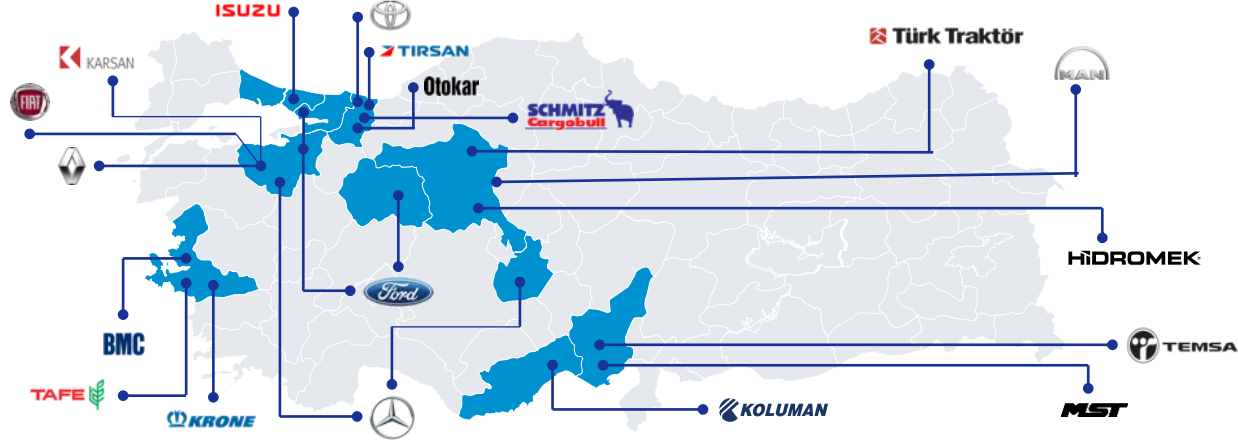 ISUZU
TIRSAN
Türk Traktör
KARSAN
MAN
Otokar
FIAT
SCHMITZ
Cargobull
HİDROMEK
Ford
BMC
TEMSA
TAFE
KRONE
KOLUMAN
MST